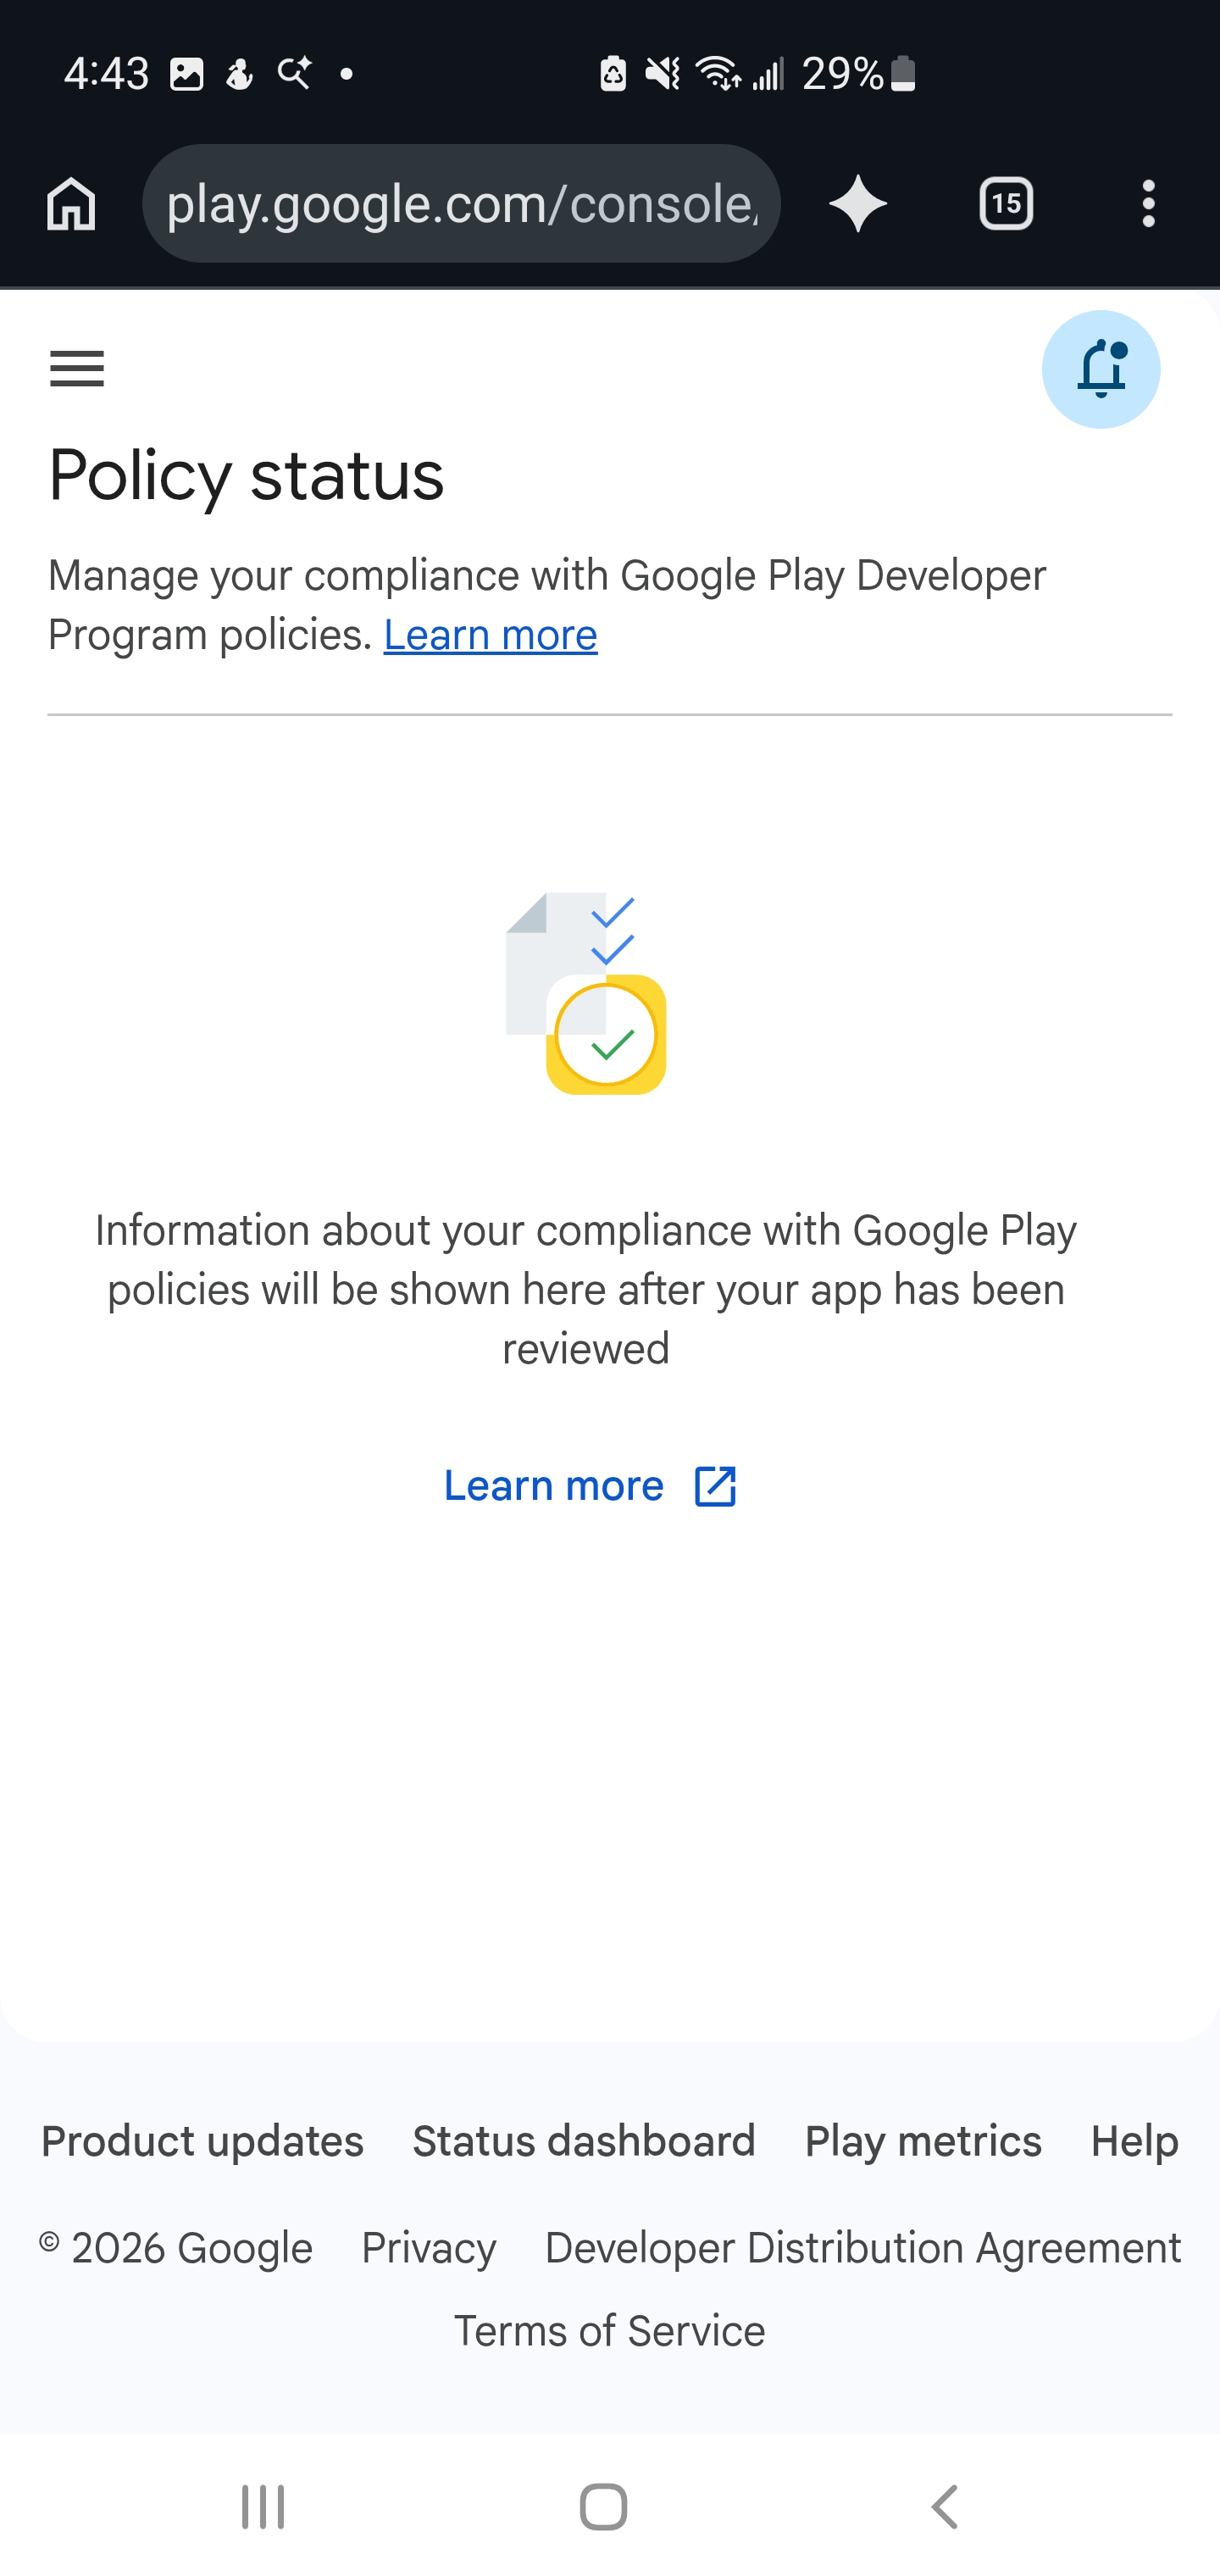 4:43 29%
play.google.com/console/ 15
Policy status
Manage your compliance with Google Play Developer
Program policies. Learn more
Information about your compliance with Google Play
policies will be shown here after your app has been
reviewed
Learn more
Product updates Status dashboard Play metrics Help
© 2026 Google Privacy Developer Distribution Agreement
Terms of Service